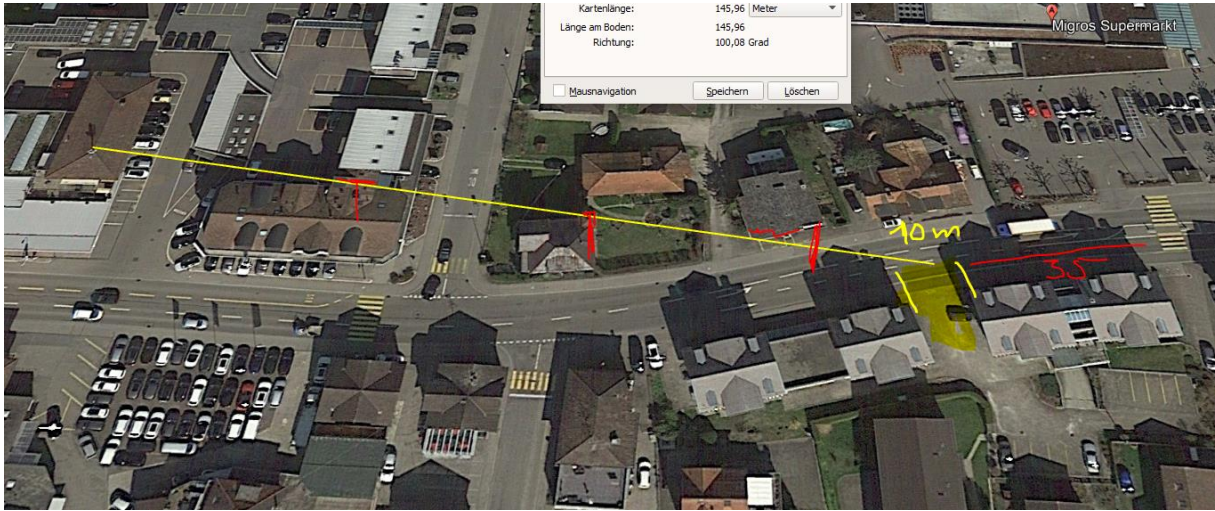 Kartenlänge: 145,96 Meter
Länge am Boden: 145,96
Richtung: 100,08 Grad
Mausnavigation Speichern Löschen
A
Migros Supermarkt
10 m
35